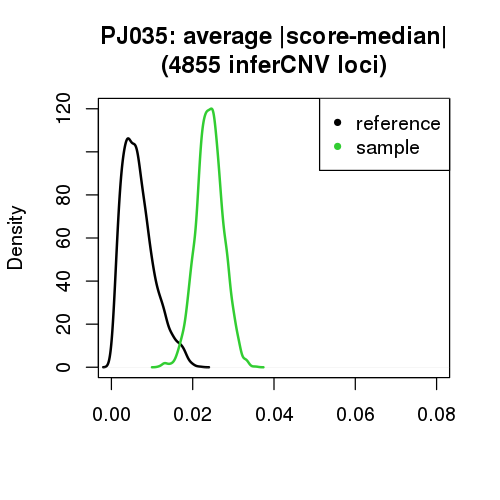 PJ035: average |score-median|
(4855 inferCNV loci)
reference
sample
Density
120
80
60
40
20
0
0.00 0.02 0.04 0.06 0.08